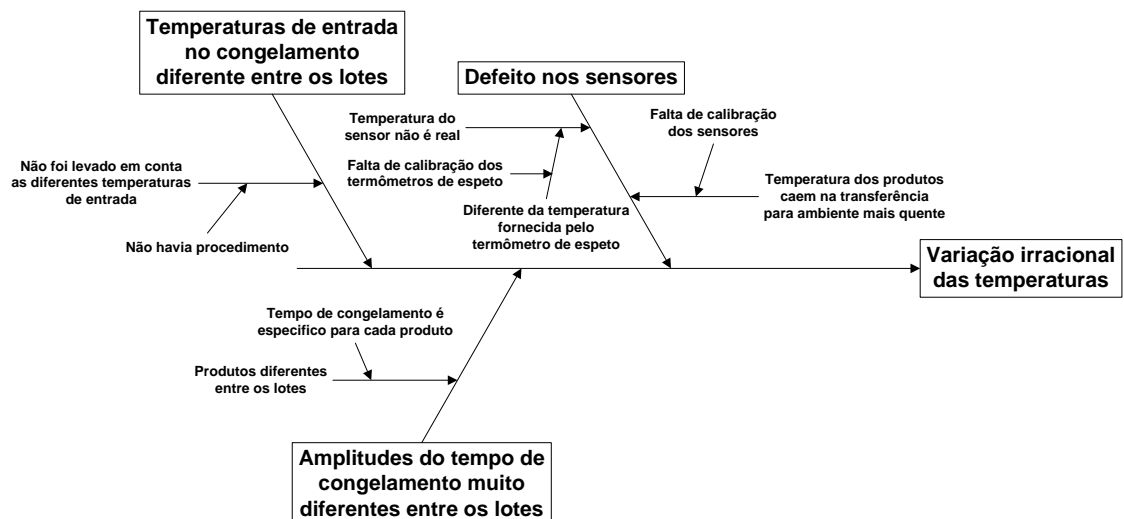 Temperaturas de entrada
no congelamento
diferente entre os lotes
Defeito nos sensores
Temperatura do
sensor não é real
Falta de calibração
dos sensores
Não foi levado em conta
as diferentes temperaturas
de entrada
Falta de calibração dos
termômetros de espeto
Temperatura dos produtos
caem na transferência
para ambiente mais quente
Diferente da temperatura
fornecida pelo
termômetro de espeto
Não havia procedimento
Variação irracional
das temperaturas
Tempo de congelamento é
especifico para cada produto
Produtos diferentes
entre os lotes
Amplitudes do tempo de
congelamento muito
diferentes entre os lotes